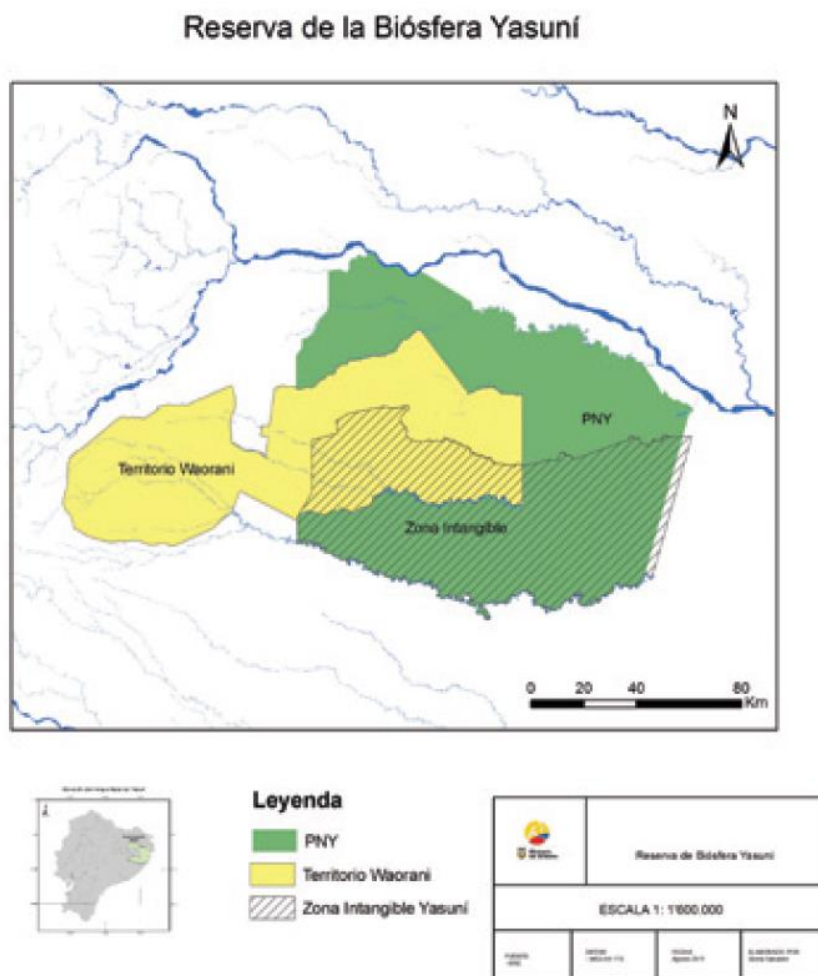 Reserva de la Biósfera Yasuní
N
PNY
Territorio Waorani
Zona Intangible
0 20 40 80
Km
Leyenda
PNY
Territorio Waorani
Zona Intangible Yasuní
Reserva de Biósfera Yasuni
ESCALA 1: 1'600.000